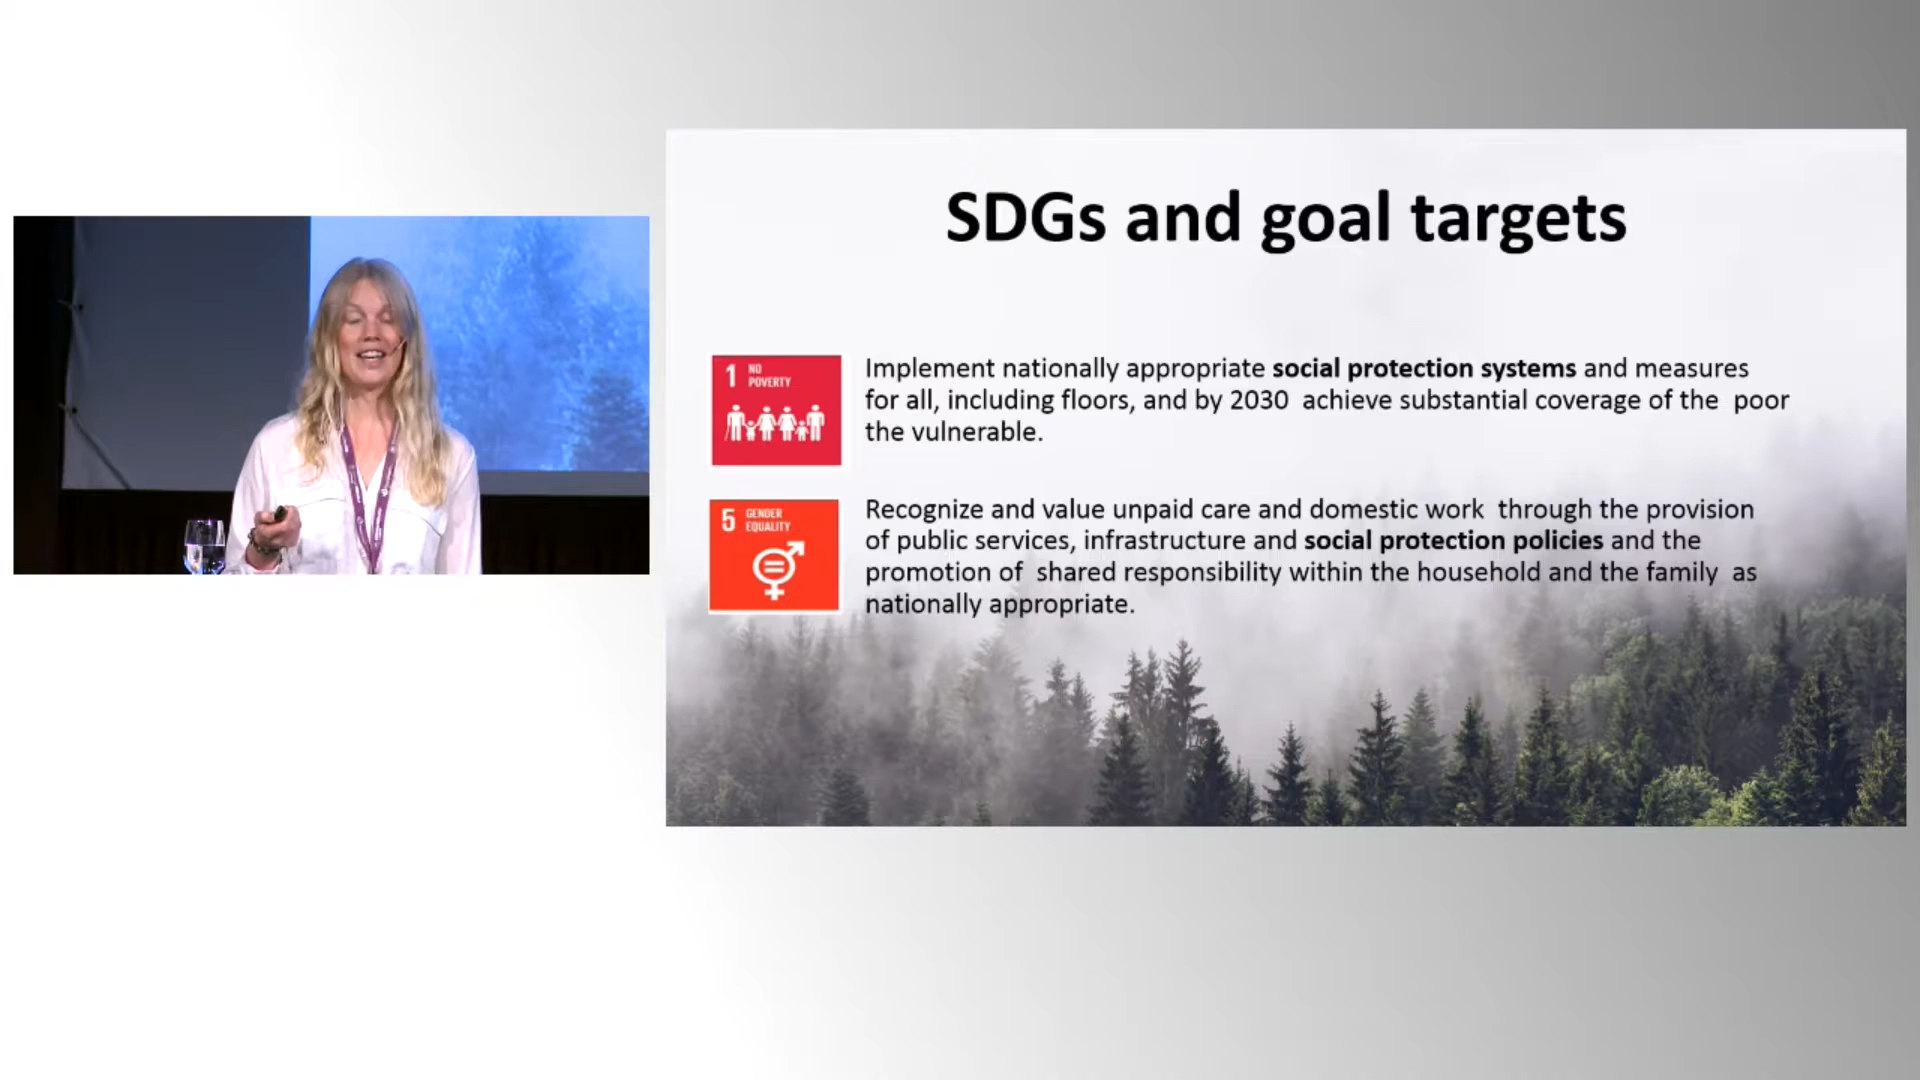 SDGs and goal targets
1 NO
POVERTY
Implement nationally appropriate social protection systems and measures
for all, including floors, and by 2030 achieve substantial coverage of the poor
the vulnerable.
5 GENDER
EQUALITY
Recognize and value unpaid care and domestic work through the provision
of public services, infrastructure and social protection policies and the
promotion of shared responsibility within the household and the family as
nationally appropriate.